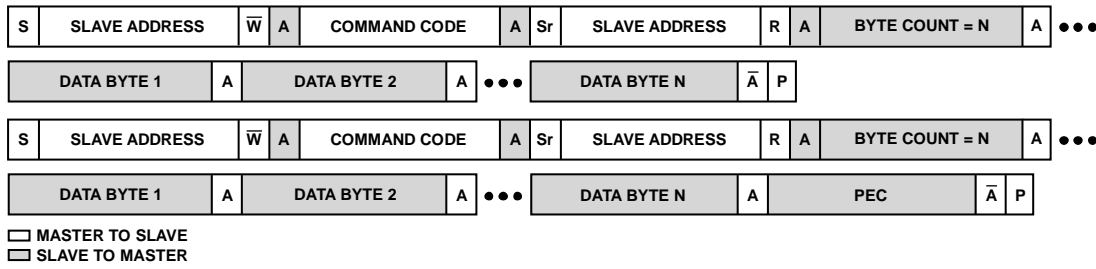 S SLAVE ADDRESS W̅ A COMMAND CODE A Sr SLAVE ADDRESS R A BYTE COUNT = N A •••
DATA BYTE 1 A DATA BYTE 2 A ••• DATA BYTE N A̅ P
S SLAVE ADDRESS W̅ A COMMAND CODE A Sr SLAVE ADDRESS R A BYTE COUNT = N A •••
DATA BYTE 1 A DATA BYTE 2 A ••• DATA BYTE N A PEC A̅ P
MASTER TO SLAVE
SLAVE TO MASTER